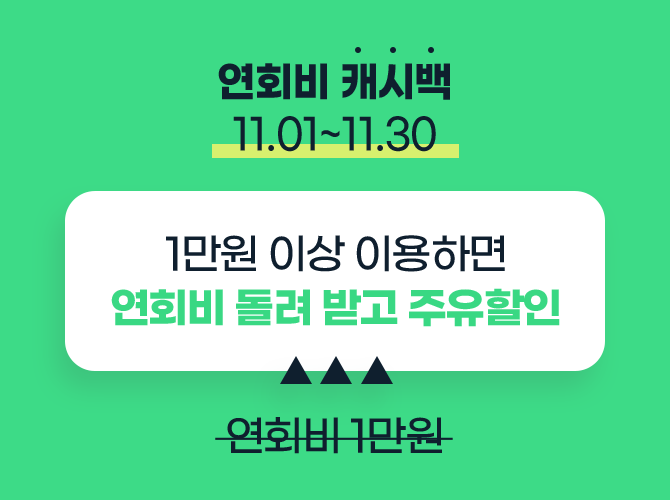 연회비 캐시백
11.01~11.30
1만원 이상 이용하면
연회비 돌려 받고 주유할인
연회비 1만원